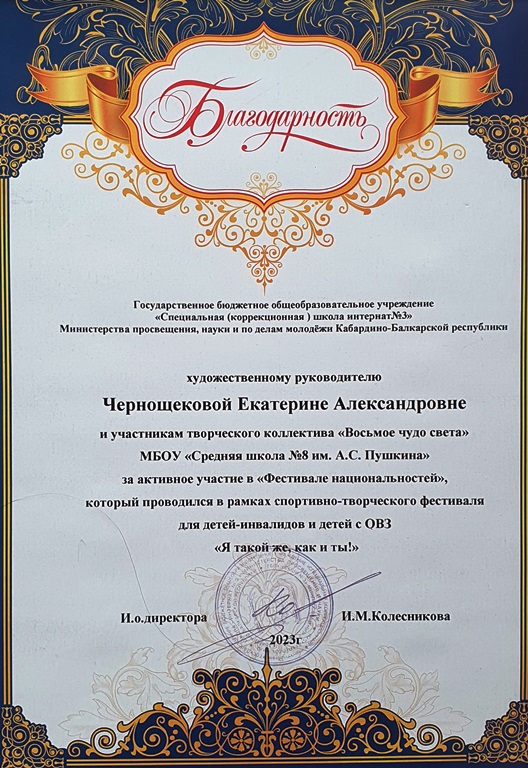 Благодарность
Государственное бюджетное общеобразовательное учреждение
«Специальная (коррекционная ) школа интернат№3»
Министерства просвещения, науки и по делам молодёжи Кабардино-Балкарской республики
художественному руководителю
Чернощековой Екатерине Александровне
и участникам творческого коллектива «Восьмое чудо света»
МБОУ «Средняя школа №8 им. А.С. Пушкина»
за активное участие в «Фестивале национальностей»,
который проводился в рамках спортивно-творческого фестиваля
для детей-инвалидов и детей с ОВЗ
«Я такой же, как и ты!»
И.о.директора И.М.Колесникова
2023г